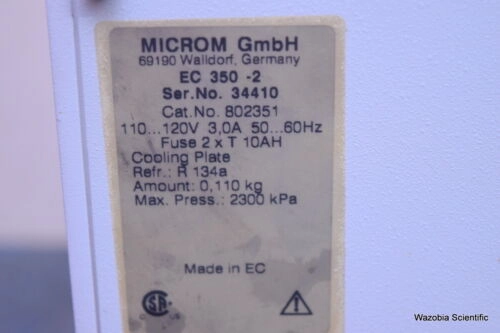 MICROM GmbH
69190 Walldorf, Germany
EC 350 -2
Ser.No. 34410
Cat.No. 802351
110...120V 3,0A 50...60Hz
Fuse 2 x T 10AH
Cooling Plate
Refr.: R 134a
Amount: 0,110 kg
Max. Press.: 2300 kPa
Made in EC
Wazobia Scientific